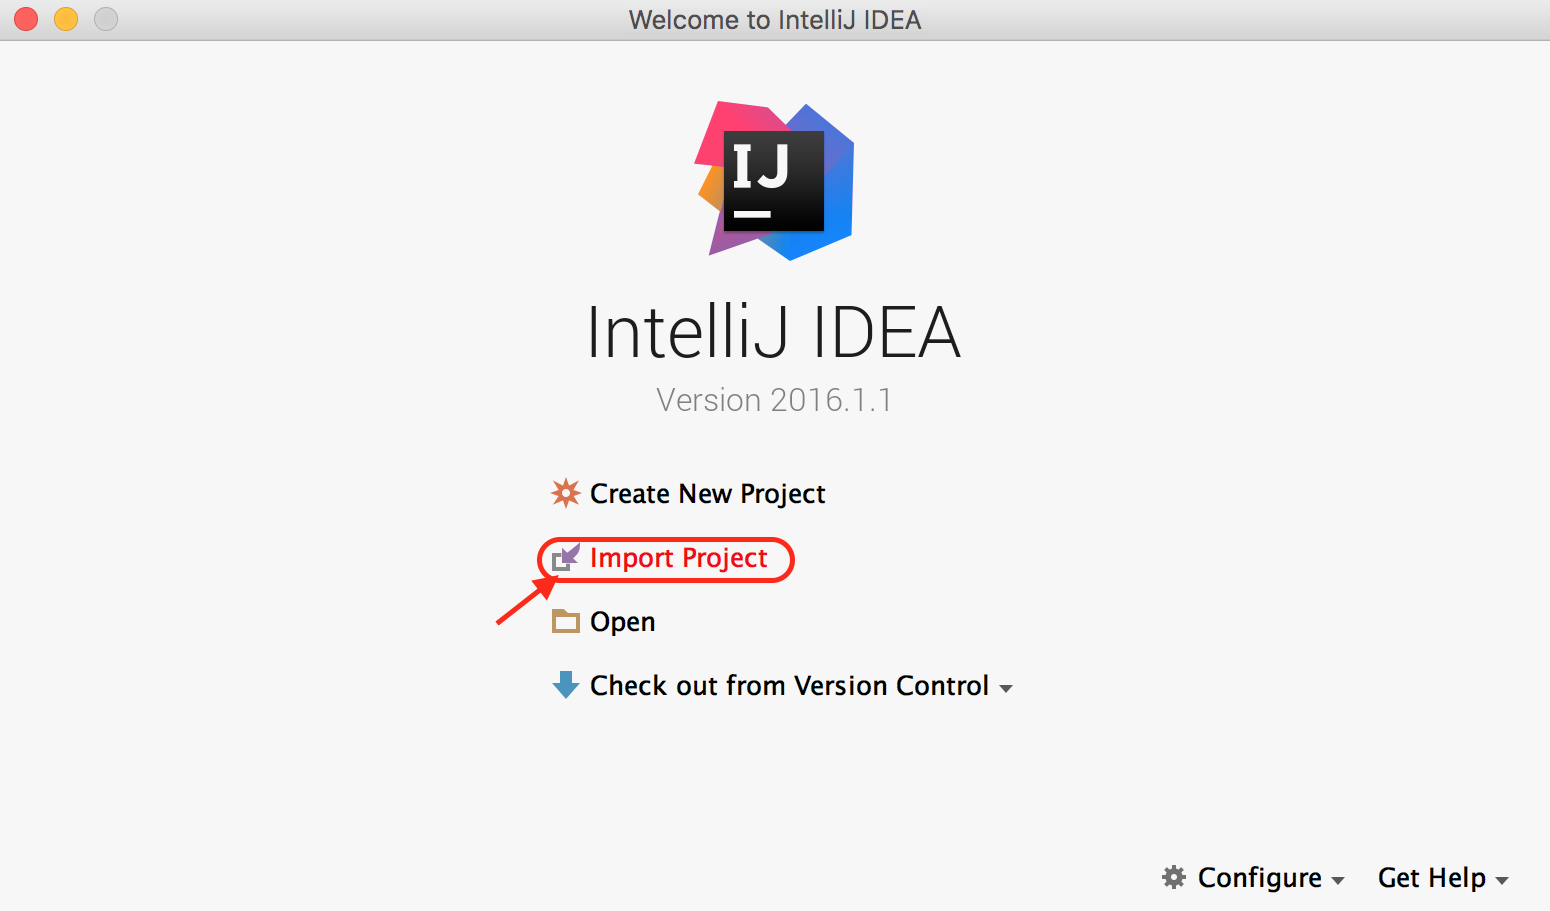 Welcome to IntelliJ IDEA
IJ
IntelliJ IDEA
Version 2016.1.1
Create New Project
Import Project
Open
Check out from Version Control
Configure
Get Help